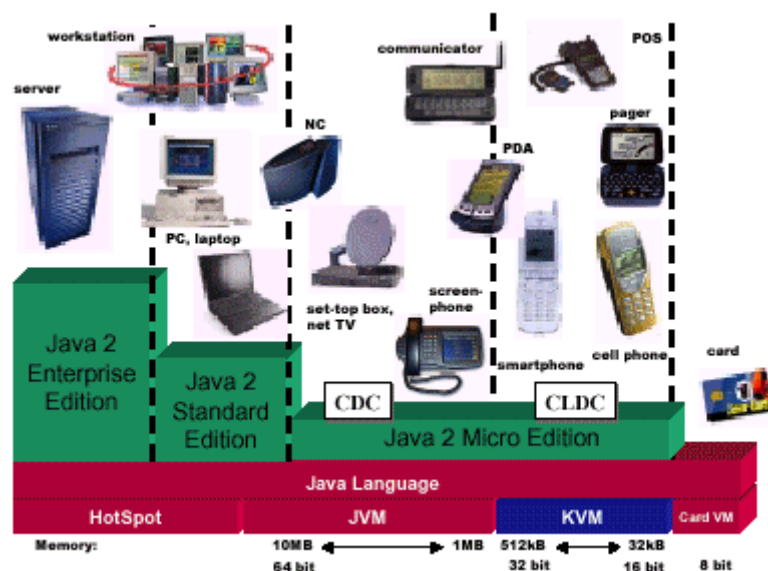 workstation
communicator
POS
server
NC
pager
PDA
PC, laptop
set-top box,
net TV
screen-
phone
smartphone
cell phone
card
Java 2
Enterprise
Edition
Java 2
Standard
Edition
CDC
CLDC
Java 2 Micro Edition
Java Language
HotSpot
JVM
KVM
Card VM
Memory:
10MB
1MB
512kB
32kB
64 bit
32 bit
16 bit
8 bit